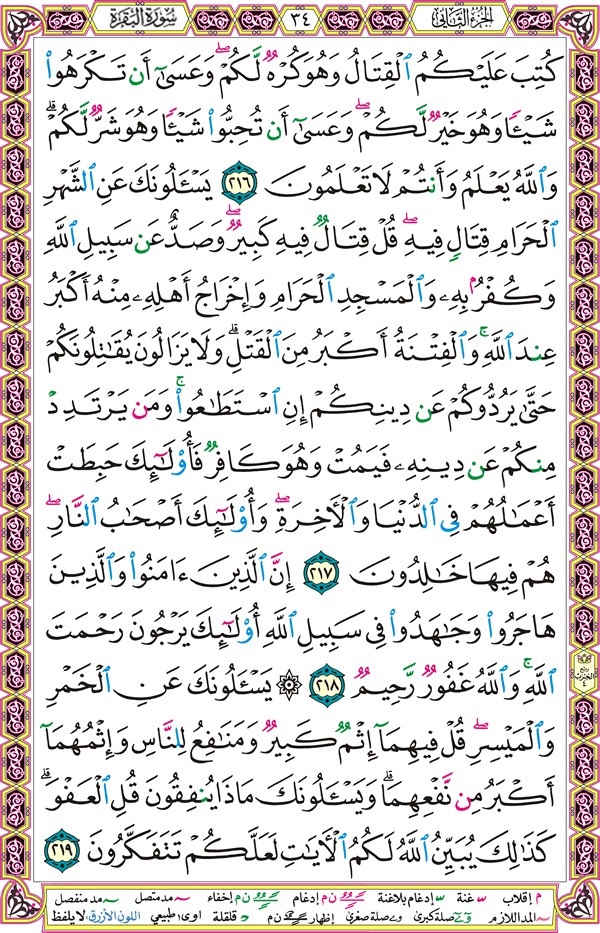 الجزء الثاني ٣٤ سورة البقرة
كُتِبَ عَلَيْكُمُ ٱلْقِتَالُ وَهُوَ كُرْهٌ لَّكُمْ ۖ وَعَسَىٰٓ أَن تَكْرَهُوا۟
شَيْـًٔا وَهُوَ خَيْرٌ لَّكُمْ ۖ وَعَسَىٰٓ أَن تُحِبُّوا۟ شَيْـًٔا وَهُوَ شَرٌّ لَّكُمْ ۗ
وَٱللَّهُ يَعْلَمُ وَأَنتُمْ لَا تَعْلَمُونَ ٢١٦ يَسْـَٔلُونَكَ عَنِ ٱلشَّهْرِ
ٱلْحَرَامِ قِتَالٍ فِيهِ ۖ قُلْ قِتَالٌ فِيهِ كَبِيرٌ ۖ وَصَدٌّ عَن سَبِيلِ ٱللَّهِ
وَكُفْرٌۢ بِهِۦ وَٱلْمَسْجِدِ ٱلْحَرَامِ وَإِخْرَاجُ أَهْلِهِۦ مِنْهُ أَكْبَرُ
عِندَ ٱللَّهِ ۚ وَٱلْفِتْنَةُ أَكْبَرُ مِنَ ٱلْقَتْلِ ۗ وَلَا يَزَالُونَ يُقَـٰتِلُونَكُمْ
حَتَّىٰ يَرُدُّوكُمْ عَن دِينِكُمْ إِنِ ٱسْتَطَـٰعُوا۟ ۚ وَمَن يَرْتَدِدْ
مِنكُمْ عَن دِينِهِۦ فَيَمُتْ وَهُوَ كَافِرٌ فَأُو۟لَـٰٓئِكَ حَبِطَتْ
أَعْمَـٰلُهُمْ فِى ٱلدُّنْيَا وَٱلْـَٔاخِرَةِ ۖ وَأُو۟لَـٰٓئِكَ أَصْحَـٰبُ ٱلنَّارِ ۖ
هُمْ فِيهَا خَـٰلِدُونَ ٢١٧ إِنَّ ٱلَّذِينَ ءَامَنُوا۟ وَٱلَّذِينَ
هَاجَرُوا۟ وَجَـٰهَدُوا۟ فِى سَبِيلِ ٱللَّهِ أُو۟لَـٰٓئِكَ يَرْجُونَ رَحْمَتَ
ٱللَّهِ ۚ وَٱللَّهُ غَفُورٌ رَّحِيمٌ ٢١٨ ۞ يَسْـَٔلُونَكَ عَنِ ٱلْخَمْرِ
وَٱلْمَيْسِرِ ۖ قُلْ فِيهِمَآ إِثْمٌ كَبِيرٌ وَمَنَـٰفِعُ لِلنَّاسِ وَإِثْمُهُمَآ
أَكْبَرُ مِن نَّفْعِهِمَا ۗ وَيَسْـَٔلُونَكَ مَاذَا يُنفِقُونَ قُلِ ٱلْعَفْوَ ۗ
كَذَٰلِكَ يُبَيِّنُ ٱللَّهُ لَكُمُ ٱلْـَٔايَـٰتِ لَعَلَّكُمْ تَتَفَكَّرُونَ ٢١٩
ربع الحزب ٤
م إقلاب غنة إدغام بلاغنة ن م إدغام إخفاء مد متصل مد منفصل
المد اللازم صلة كبرى صلة صغرى إظهار ن م قلقلة اوى، طبيعي اللون الأزرق: لا يلفظ